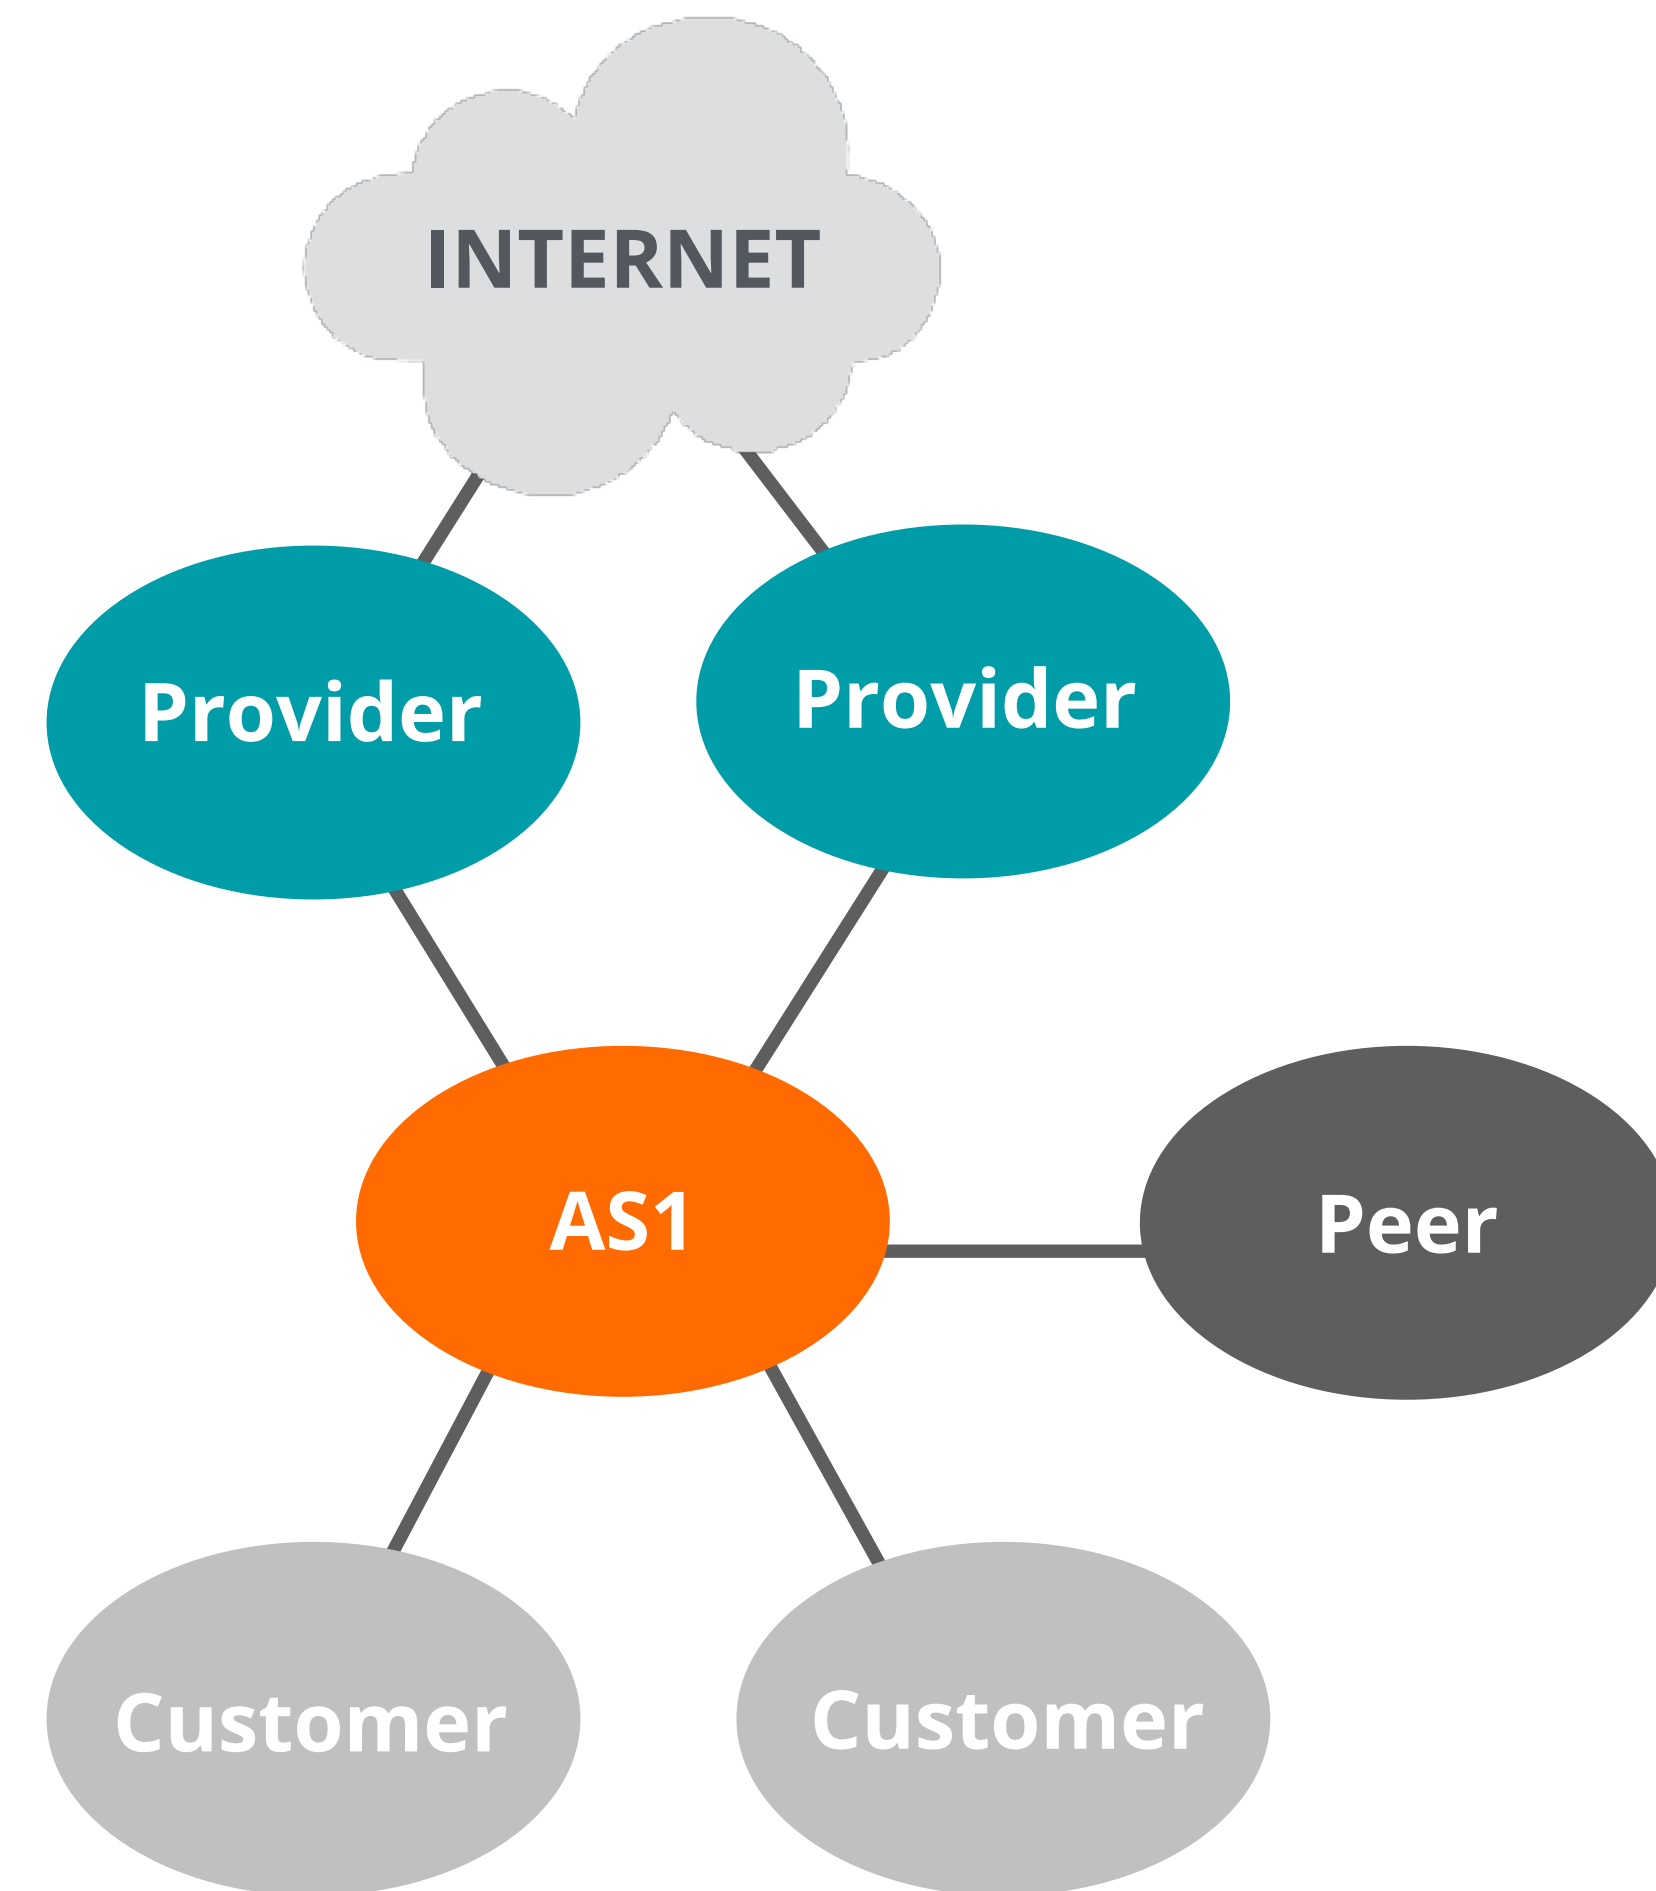 INTERNET
Provider
Provider
AS1
Peer
Customer
Customer